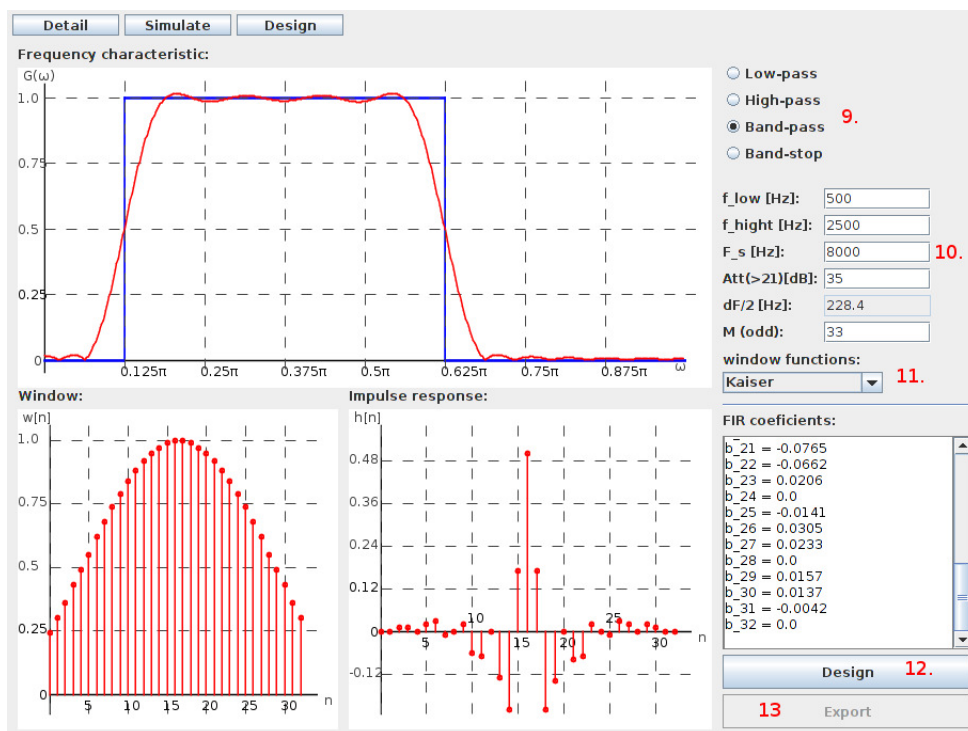 Detail Simulate Design
Frequency characteristic:
G(ω)
1.0
0.75
0.5
0.25
0
0.125π 0.25π 0.375π 0.5π 0.625π 0.75π 0.875π ω
Low-pass
High-pass
Band-pass
Band-stop
9.
f_low [Hz]: 500
f_hight [Hz]: 2500
F_s [Hz]: 8000
10.
Att(>21)[dB]: 35
dF/2 [Hz]: 228.4
M (odd): 33
window functions:
Kaiser
11.
Window:
w[n]
1.0
0.75
0.5
0.25
0
5 10 15 20 25 30 n
Impulse response:
h[n]
0.48
0.36
0.24
0.12
0
-0.12
5 10 15 20 25 30 n
FIR coeficients:
b_21 = -0.0765
b_22 = -0.0662
b_23 = 0.0206
b_24 = 0.0
b_25 = -0.0141
b_26 = 0.0305
b_27 = 0.0233
b_28 = 0.0
b_29 = 0.0157
b_30 = 0.0137
b_31 = -0.0042
b_32 = 0.0
Design 12.
13 Export